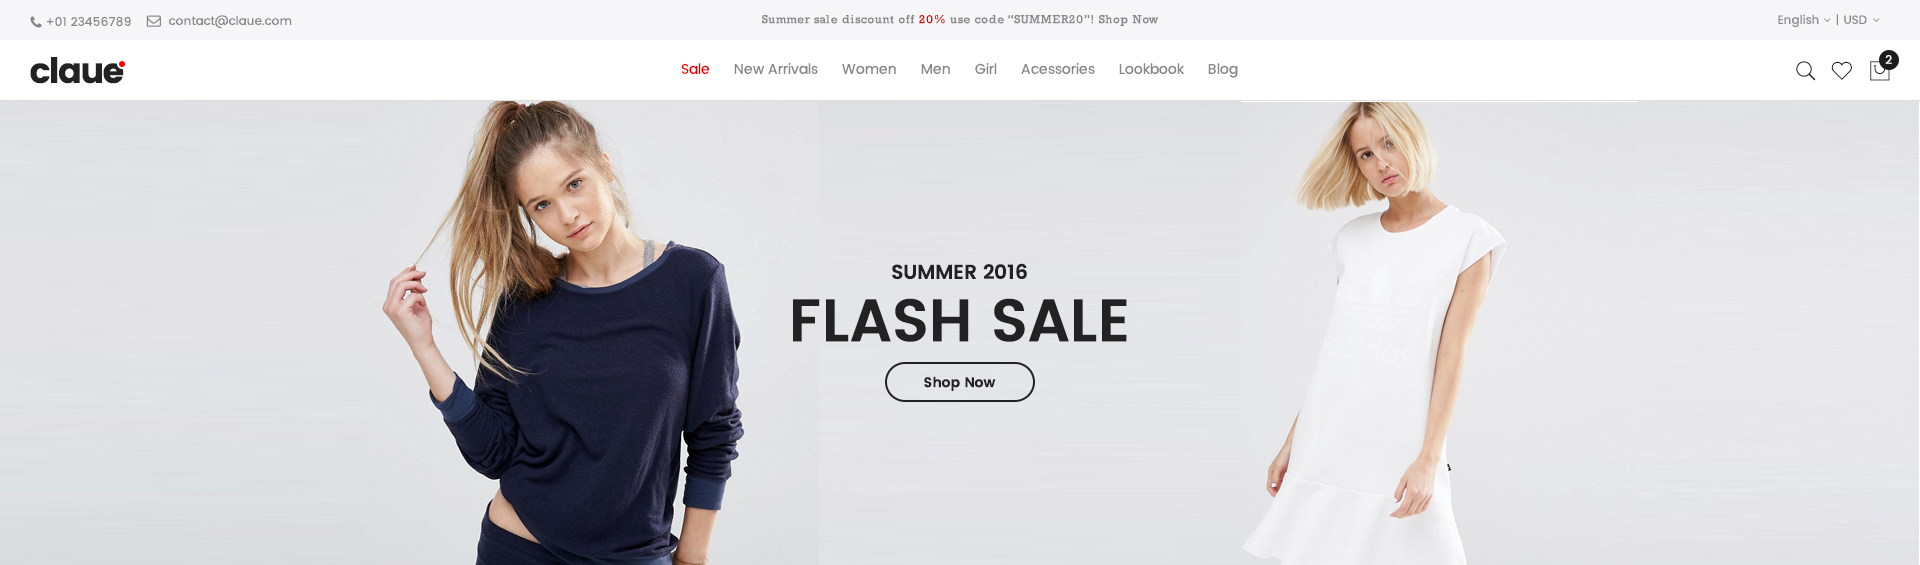 +01 23456789
contact@claue.com
Summer sale discount off 20% use code “SUMMER20”! Shop Now
English | USD
claue
Sale New Arrivals Women Men Girl Acessories Lookbook Blog
2
SUMMER 2016
FLASH SALE
Shop Now
adidas